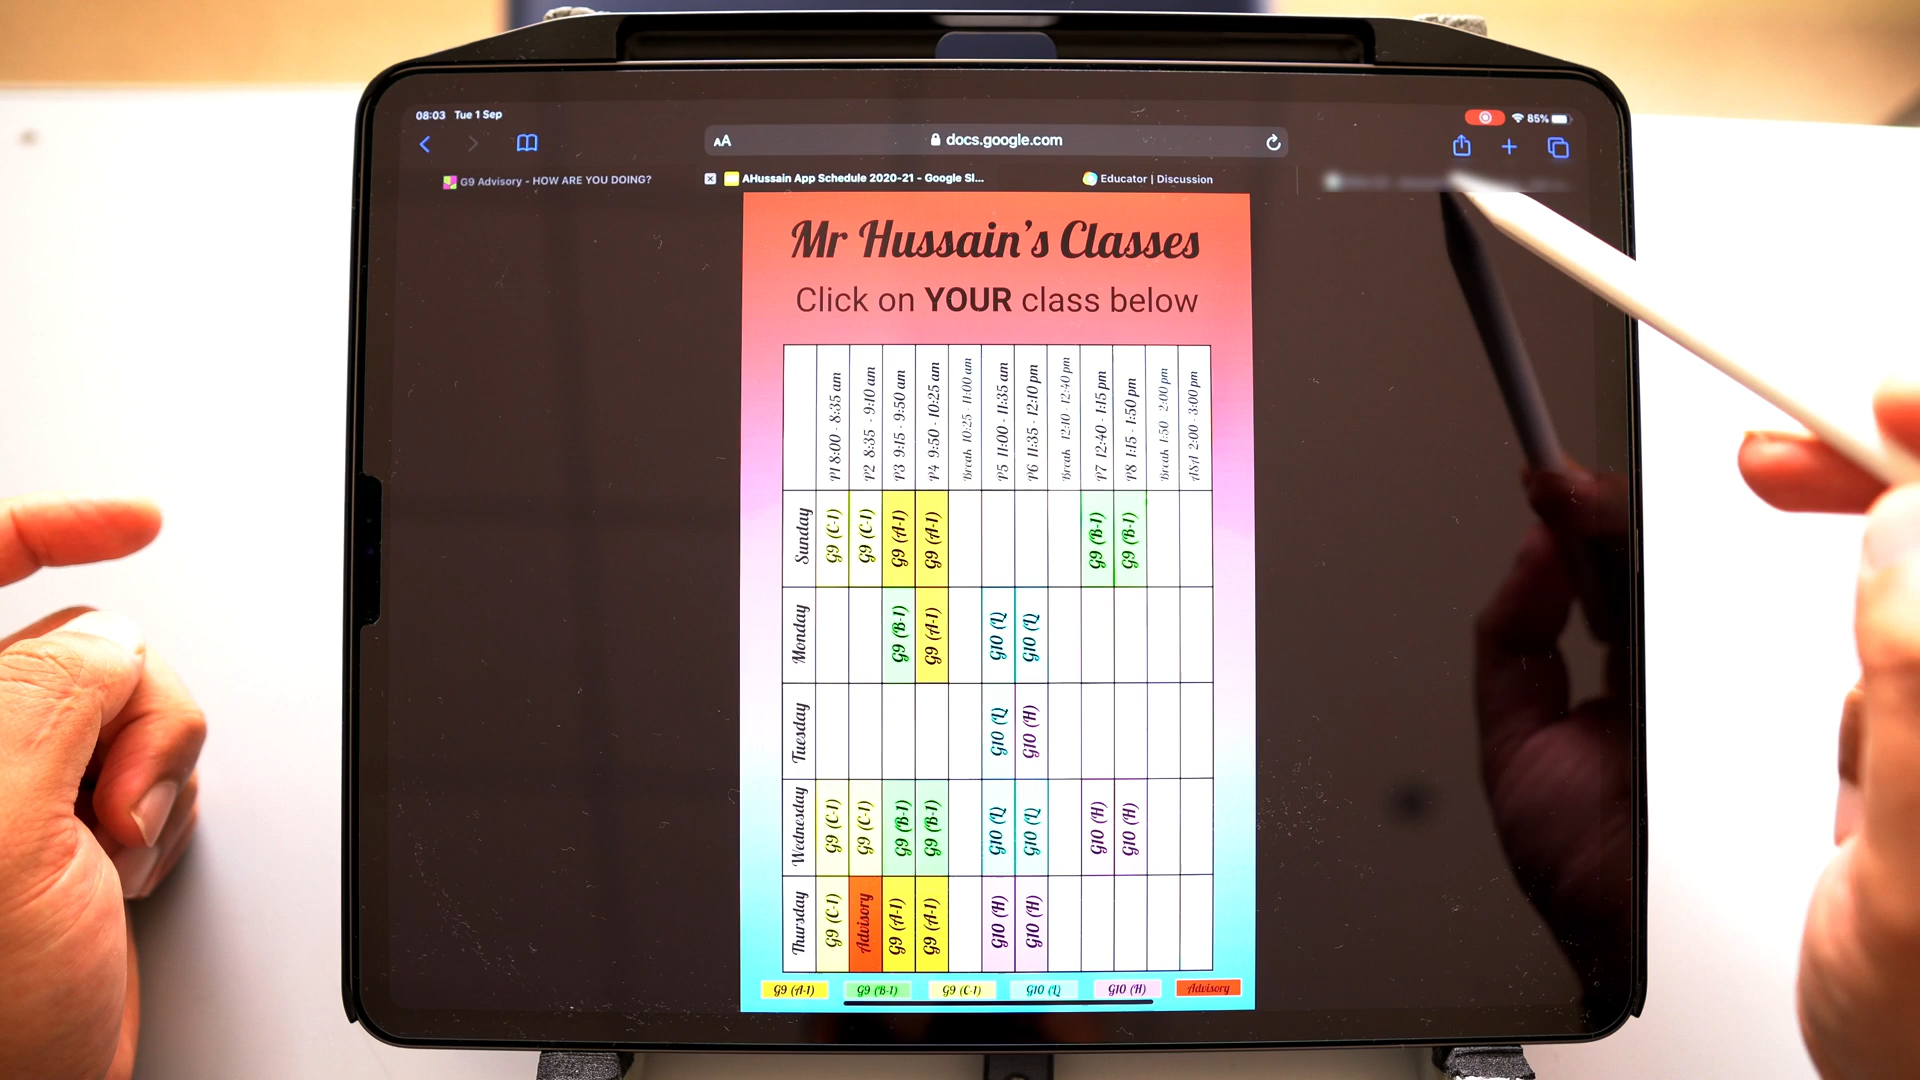 08:03 Tue 1 Sep
85%
AA docs.google.com
G9 Advisory - HOW ARE YOU DOING?
AHussain App Schedule 2020-21 - Google Sl...
Educator | Discussion
Mr Hussain's Classes
Click on YOUR class below
P1 8:00 - 8:35 am
P2 8:35 - 9:10 am
P3 9:15 - 9:50 am
P4 9:50 - 10:25 am
Break 10:25 - 11:00 am
P5 11:00 - 11:35 am
P6 11:35 - 12:10 pm
Break 12:10 - 12:40 pm
P7 12:40 - 1:15 pm
P8 1:15 - 1:50 pm
Break 1:50 - 2:00 pm
ASA 2:00 - 3:00 pm
Sunday
G9 (C-1)
G9 (C-1)
G9 (A-1)
G9 (A-1)
G9 (B-1)
G9 (B-1)
Monday
G9 (B-1)
G9 (A-1)
G10 (L)
G10 (L)
Tuesday
G10 (L)
G10 (H)
Wednesday
G9 (C-1)
G9 (C-1)
G9 (B-1)
G9 (B-1)
G10 (L)
G10 (L)
G10 (H)
G10 (H)
Thursday
G9 (C-1)
Advisory
G9 (A-1)
G9 (A-1)
G10 (H)
G10 (H)
G9 (A-1)
G9 (B-1)
G9 (C-1)
G10 (L)
G10 (H)
Advisory